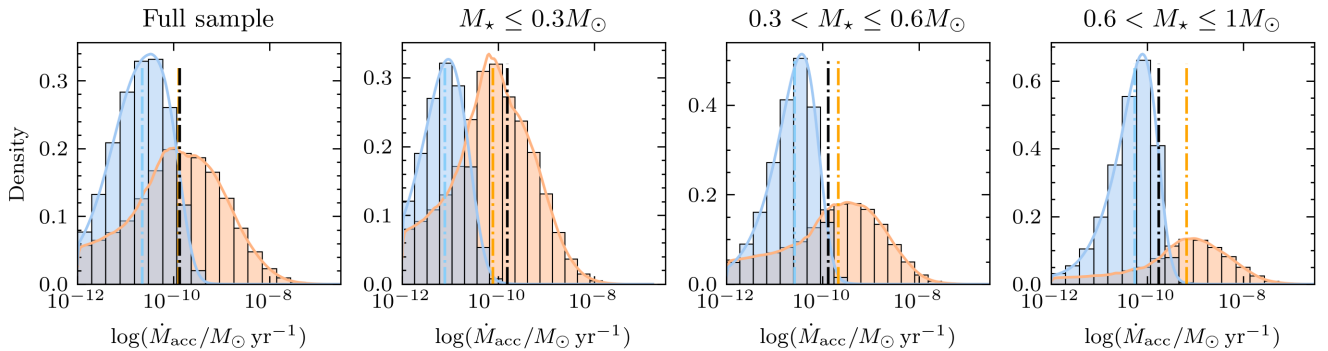 Full sample
M⋆ ≤ 0.3M⊙
0.3 < M⋆ ≤ 0.6M⊙
0.6 < M⋆ ≤ 1M⊙
Density
0.3
0.2
0.1
0.0
0.3
0.2
0.1
0.0
0.4
0.2
0.0
0.6
0.4
0.2
0.0
10⁻¹² 10⁻¹⁰ 10⁻⁸
10⁻¹² 10⁻¹⁰ 10⁻⁸
10⁻¹² 10⁻¹⁰ 10⁻⁸
10⁻¹² 10⁻¹⁰ 10⁻⁸
log(Ṁacc/M⊙ yr⁻¹)
log(Ṁacc/M⊙ yr⁻¹)
log(Ṁacc/M⊙ yr⁻¹)
log(Ṁacc/M⊙ yr⁻¹)